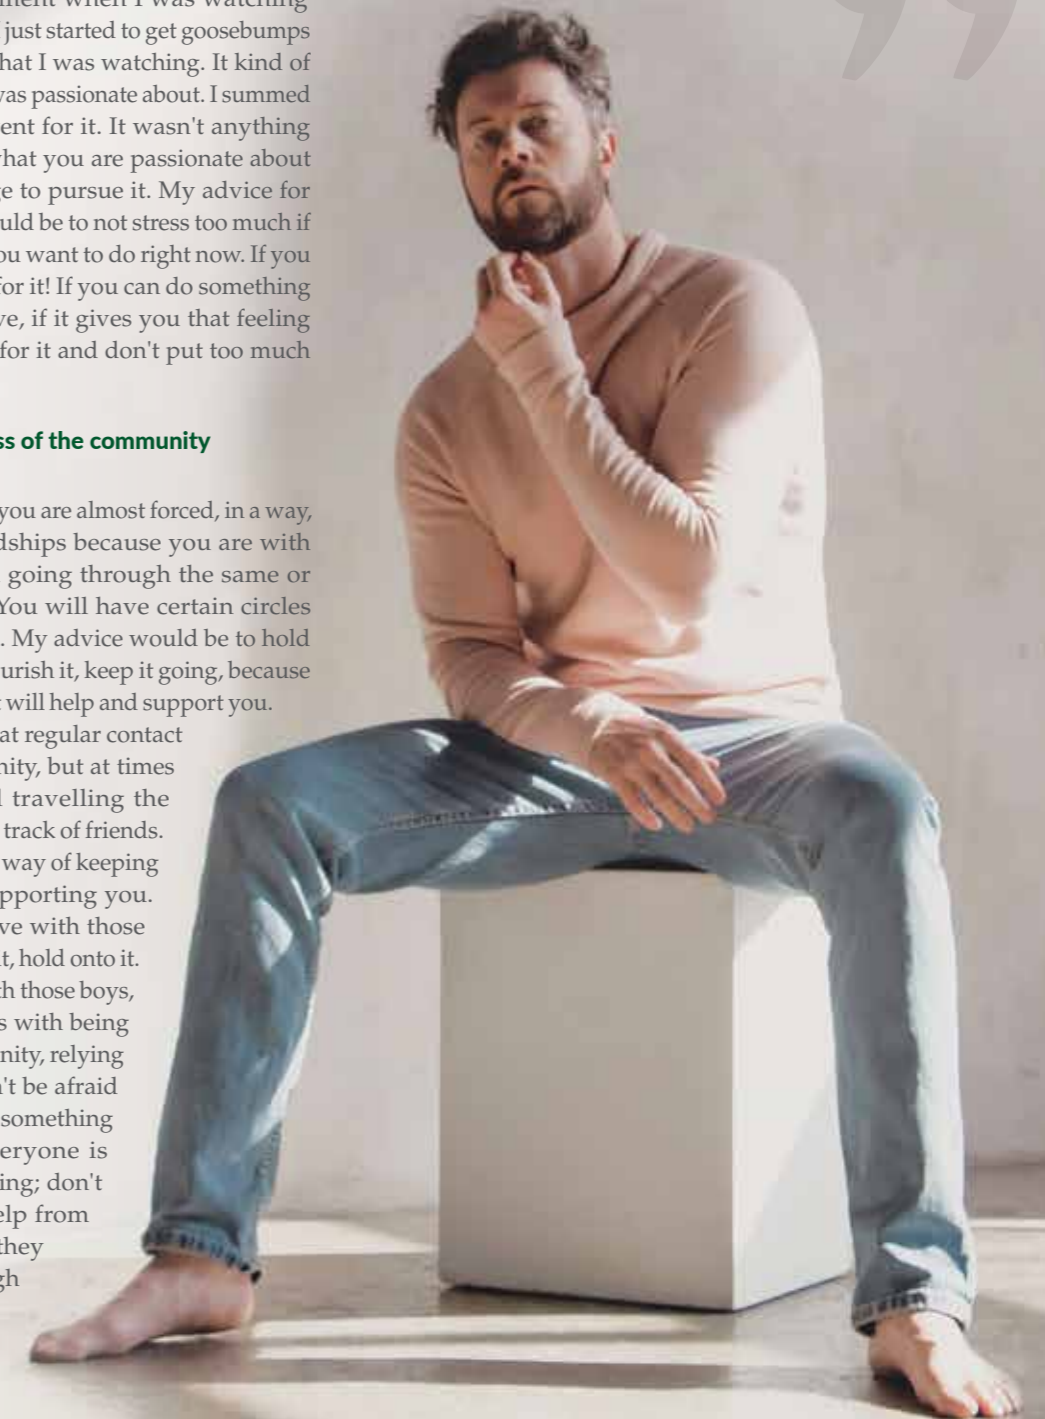 when I was watching
just started to get goosebumps
hat I was watching. It kind of
was passionate about. I summed
ent for it. It wasn't anything
what you are passionate about
e to pursue it. My advice for
uld be to not stress too much if
ou want to do right now. If you
for it! If you can do something
ve, if it gives you that feeling
for it and don't put too much
ss of the community
you are almost forced, in a way,
dships because you are with
going through the same or
You will have certain circles
. My advice would be to hold
urish it, keep it going, because
t will help and support you.
at regular contact
nity, but at times
l travelling the
track of friends.
way of keeping
pporting you.
ve with those
t, hold onto it.
th those boys,
s with being
nity, relying
n't be afraid
something
eryone is
ing; don't
elp from
they
gh
”